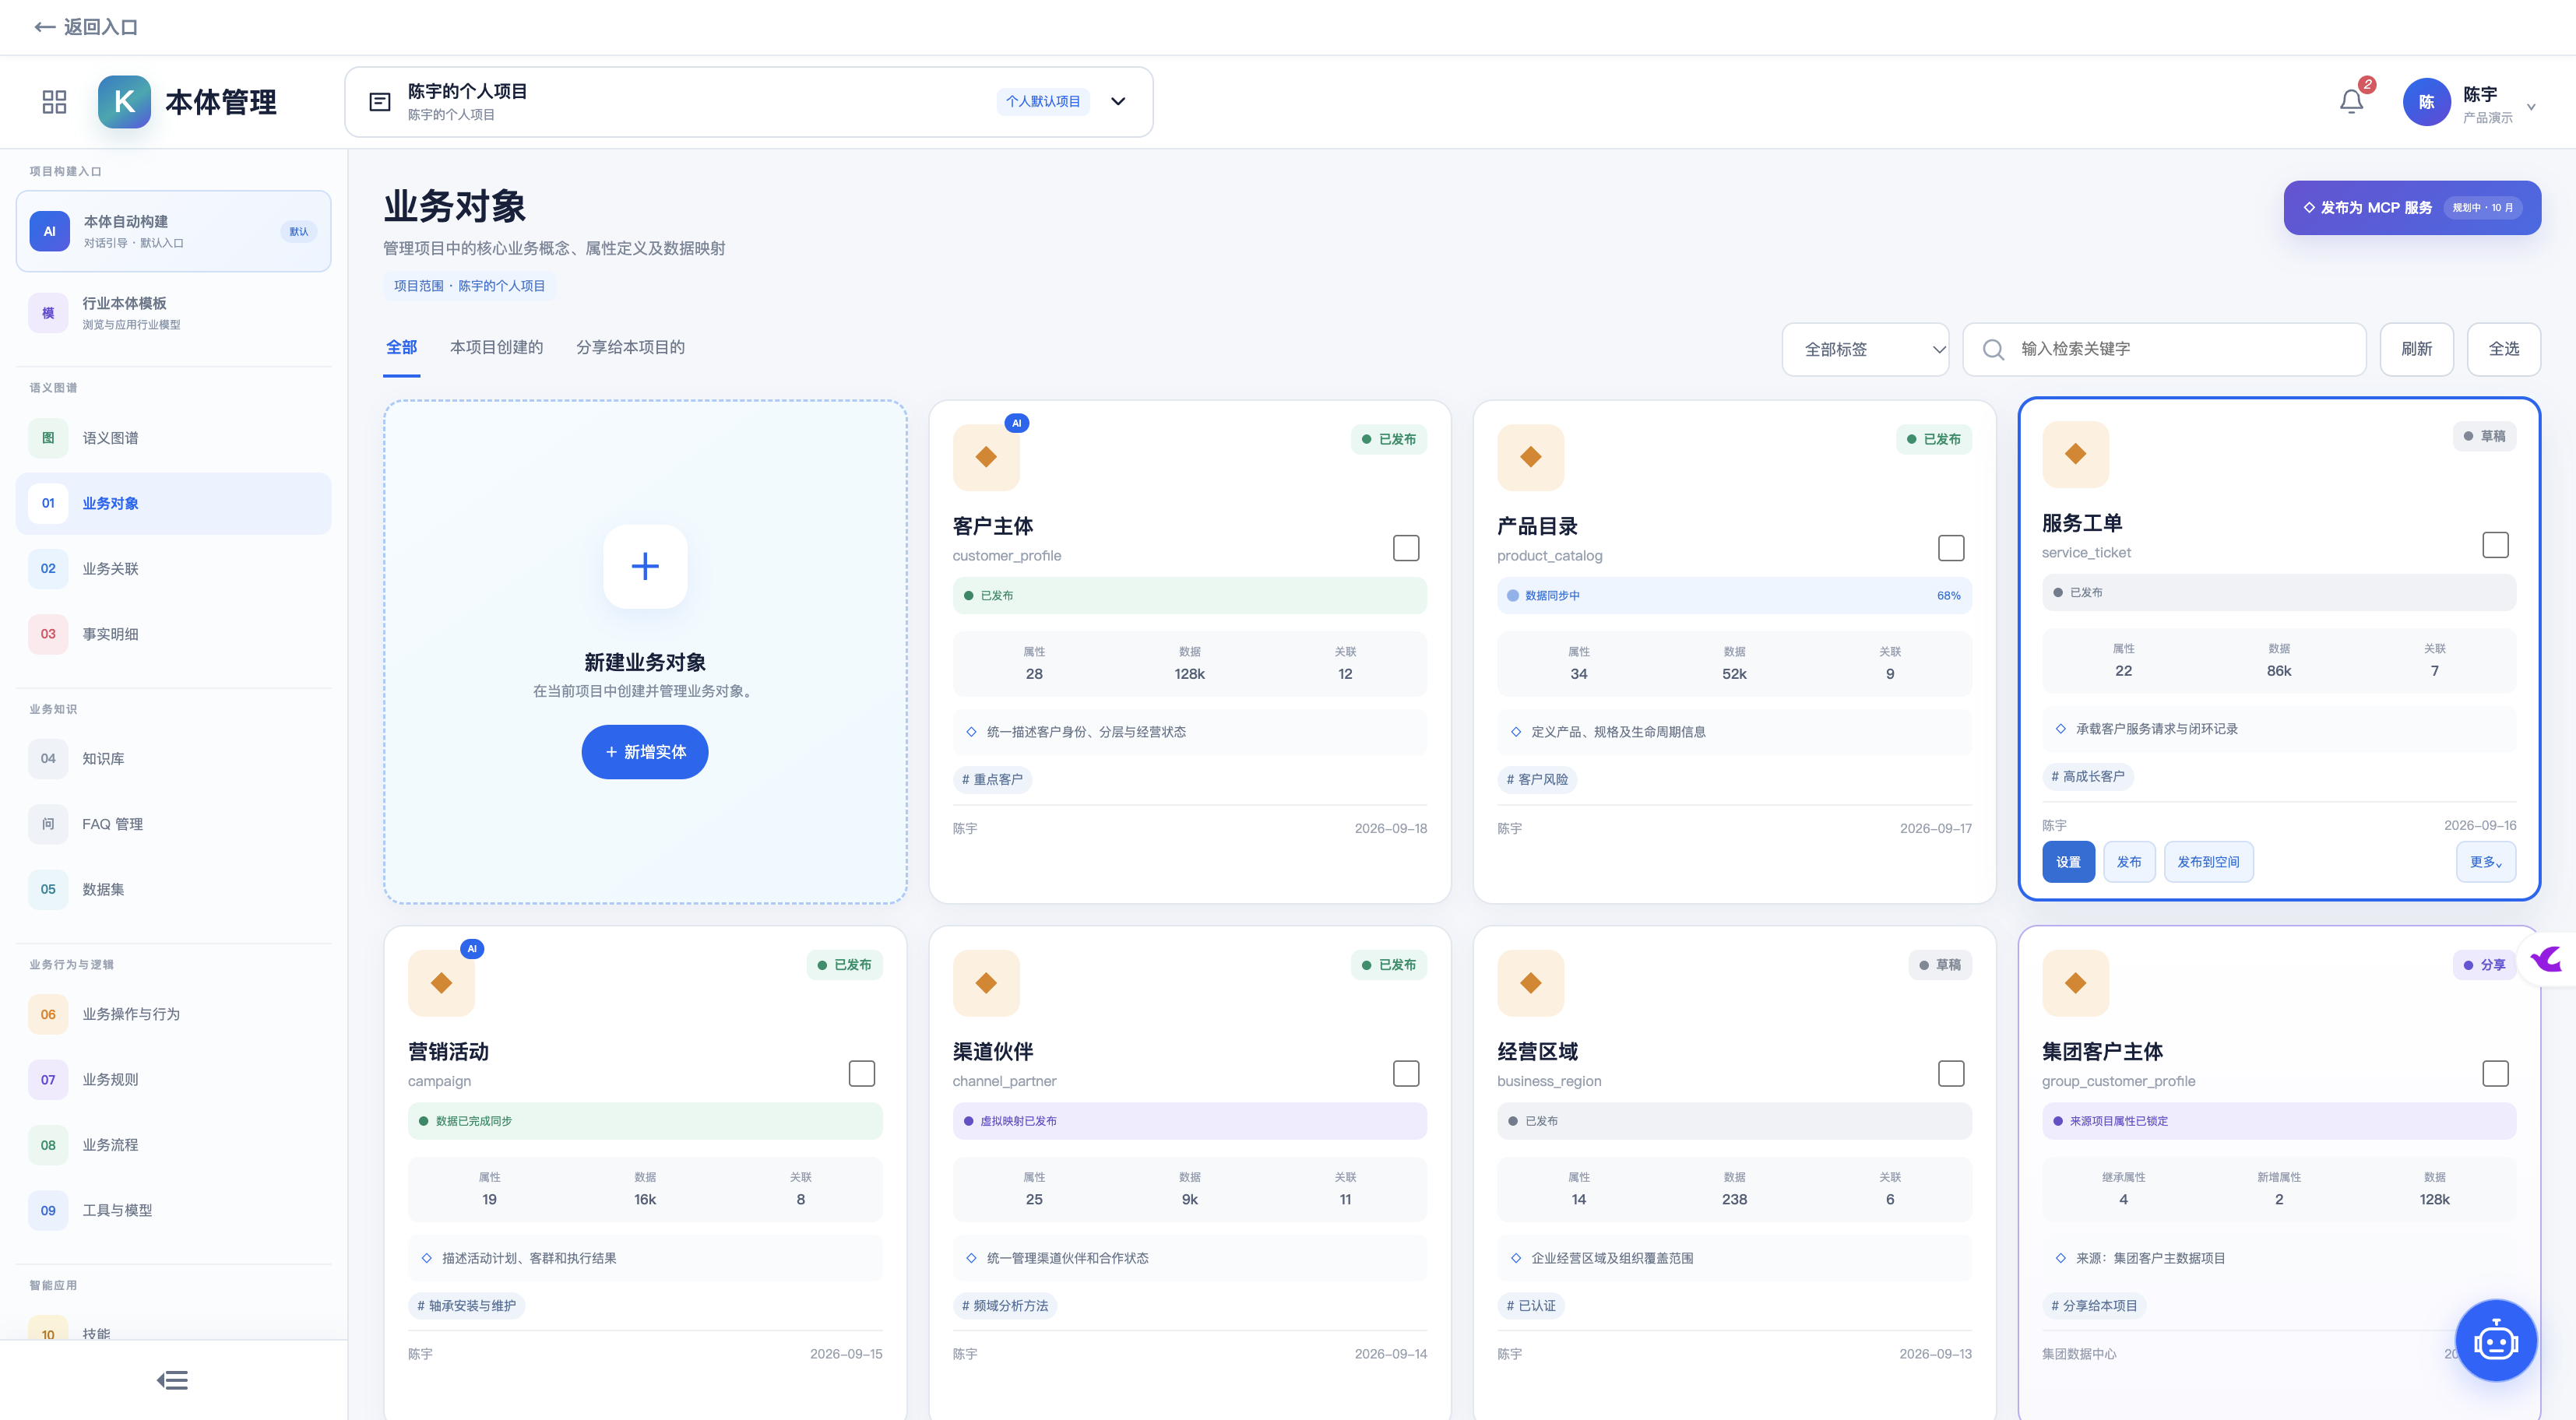 ← 返回入口
K 本体管理
陈宇的个人项目
陈宇的个人项目
个人默认项目
2
陈
陈宇
产品演示
项目构建入口
AI
本体自动构建
对话引导 · 默认入口
默认
模
行业本体模板
浏览与应用行业模型
语义图谱
图 语义图谱
01 业务对象
02 业务关联
03 事实明细
业务知识
04 知识库
问 FAQ 管理
05 数据集
业务行为与逻辑
06 业务操作与行为
07 业务规则
08 业务流程
09 工具与模型
智能应用
10 技能
业务对象
管理项目中的核心业务概念、属性定义及数据映射
项目范围 · 陈宇的个人项目
◇ 发布为 MCP 服务 规划中 · 10 月
全部 本项目创建的 分享给本项目的
全部标签 输入检索关键字 刷新 全选
新建业务对象
在当前项目中创建并管理业务对象。
+ 新增实体
AI
已发布
客户主体
customer_profile
已发布
属性 数据 关联
28 128k 12
统一描述客户身份、分层与经营状态
# 重点客户
陈宇 2026-09-18
已发布
产品目录
product_catalog
数据同步中 68%
属性 数据 关联
34 52k 9
定义产品、规格及生命周期信息
# 客户风险
陈宇 2026-09-17
草稿
服务工单
service_ticket
已发布
属性 数据 关联
22 86k 7
承载客户服务请求与闭环记录
# 高成长客户
陈宇 2026-09-16
设置 发布 发布到空间 更多
AI
已发布
营销活动
campaign
数据已完成同步
属性 数据 关联
19 16k 8
描述活动计划、客群和执行结果
# 轴承安装与维护
陈宇 2026-09-15
已发布
渠道伙伴
channel_partner
虚拟映射已发布
属性 数据 关联
25 9k 11
统一管理渠道伙伴和合作状态
# 频域分析方法
陈宇 2026-09-14
草稿
经营区域
business_region
已发布
属性 数据 关联
14 238 6
企业经营区域及组织覆盖范围
# 已认证
陈宇 2026-09-13
分享
集团客户主体
group_customer_profile
来源项目属性已锁定
继承属性 新增属性 数据
4 2 128k
来源：集团客户主数据项目
# 分享给本项目
集团数据中心